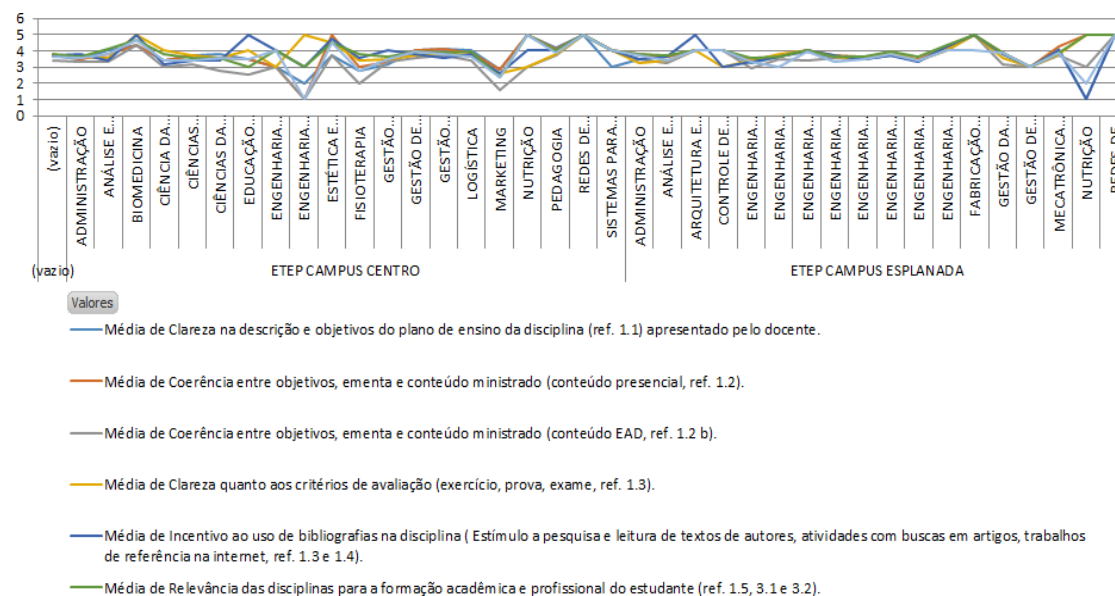 6
5
4
3
2
1
0
(vazio)
ADMINISTRAÇÃO
ANÁLISE E...
BIOMEDICINA
CIÊNCIA DA...
CIÊNCIAS...
CIÊNCIAS DA...
EDUCAÇÃO...
ENGENHARIA...
ENGENHARIA...
ESTÉTICA E...
FISIOTERAPIA
GESTÃO...
GESTÃO DE...
GESTÃO...
LOGÍSTICA
MARKETING
NUTRIÇÃO
PEDAGOGIA
REDES DE...
SISTEMAS PARA...
ADMINISTRAÇÃO
ANÁLISE E...
ARQUITETURA E...
CONTROLE DE...
ENGENHARIA...
ENGENHARIA...
ENGENHARIA...
ENGENHARIA...
ENGENHARIA...
ENGENHARIA...
ENGENHARIA...
ENGENHARIA...
FABRICAÇÃO...
GESTÃO DA...
GESTÃO DE...
MECATRÔNICA...
NUTRIÇÃO
REDES DE
(vazio)
ETEP CAMPUS CENTRO
ETEP CAMPUS ESPLANADA
Valores
Média de Clareza na descrição e objetivos do plano de ensino da disciplina (ref. 1.1) apresentado pelo docente.
Média de Coerência entre objetivos, ementa e conteúdo ministrado (conteúdo presencial, ref. 1.2).
Média de Coerência entre objetivos, ementa e conteúdo ministrado (conteúdo EAD, ref. 1.2 b).
Média de Clareza quanto aos critérios de avaliação (exercício, prova, exame, ref. 1.3).
Média de Incentivo ao uso de bibliografias na disciplina ( Estímulo a pesquisa e leitura de textos de autores, atividades com buscas em artigos, trabalhos
de referência na internet, ref. 1.3 e 1.4).
Média de Relevância das disciplinas para a formação acadêmica e profissional do estudante (ref. 1.5, 3.1 e 3.2).